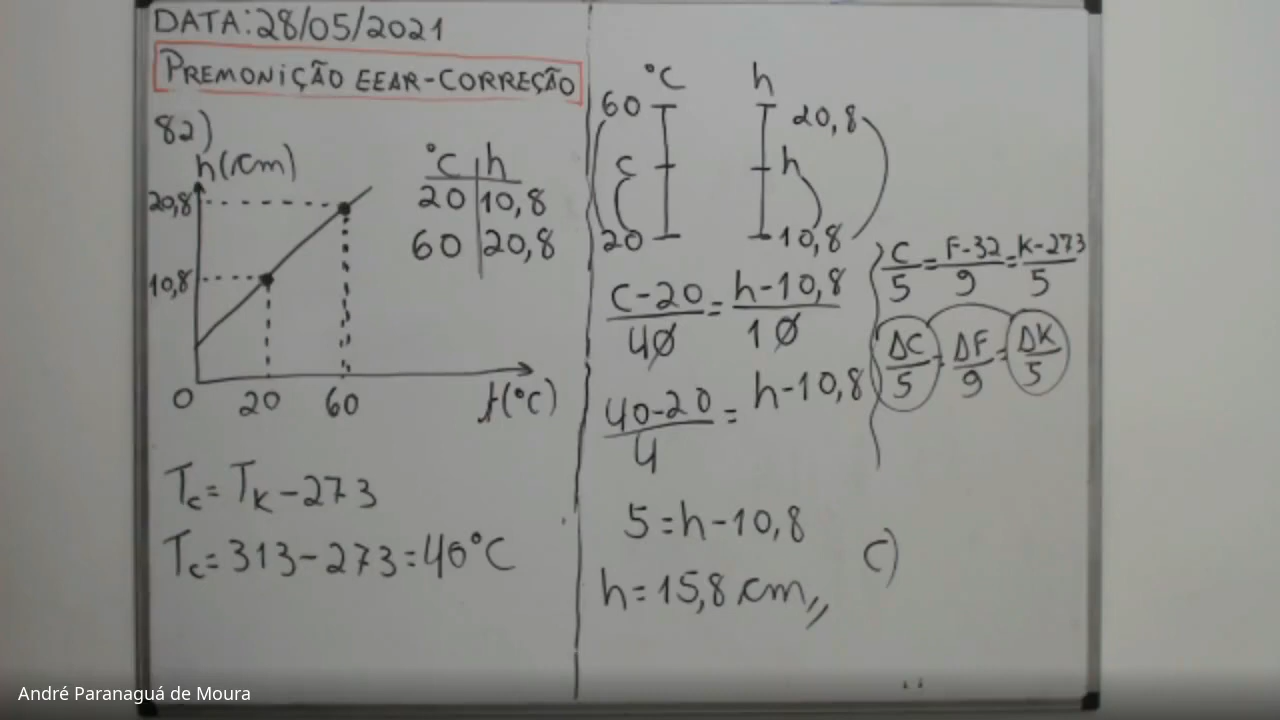 DATA: 28/05/2021
PREMONIÇÃO EEAR-CORREÇÃO
82)
h(cm)
20,8
10,8
0 20 60 t(°C)
°C h
20 10,8
60 20,8
Tc = TK - 273
Tc = 313 - 273 = 40°C
°C h
60 20,8
C h
20 10,8
C-20/40 = h-10,8/10
40-20/4 = h-10,8
5 = h-10,8
h = 15,8 cm,,
C)
C/5 = F-32/9 = K-273/5
ΔC/5 = ΔF/9 = ΔK/5
André Paranaguá de Moura